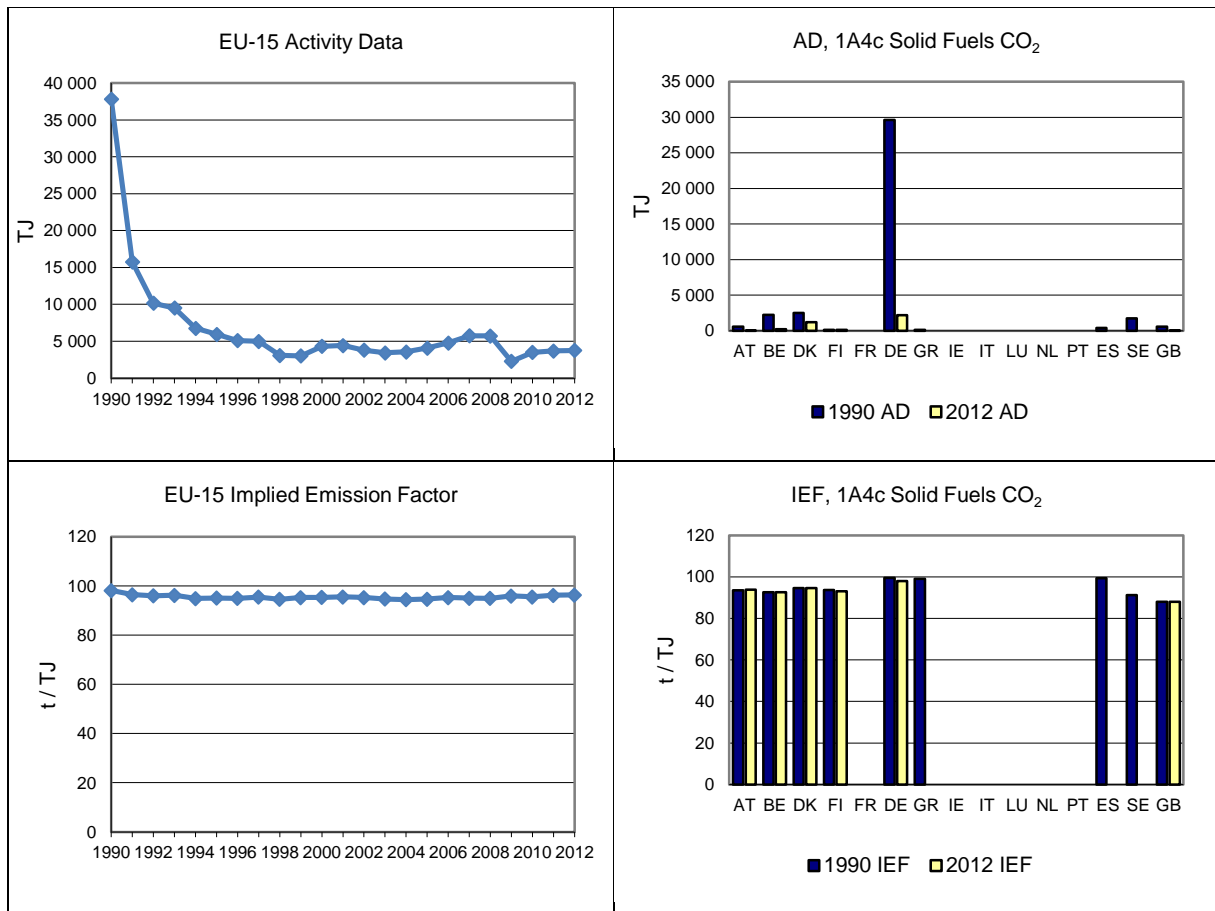 EU-15 Activity Data
40 000
35 000
30 000
25 000
20 000
15 000
10 000
5 000
0
TJ
1990 1992 1994 1996 1998 2000 2002 2004 2006 2008 2010 2012
AD, 1A4c Solid Fuels CO₂
35 000
30 000
25 000
20 000
15 000
10 000
5 000
0
TJ
AT BE DK FI FR DE GR IE IT LU NL PT ES SE GB
1990 AD 2012 AD
EU-15 Implied Emission Factor
120
100
80
60
40
20
0
t / TJ
1990 1992 1994 1996 1998 2000 2002 2004 2006 2008 2010 2012
IEF, 1A4c Solid Fuels CO₂
120
100
80
60
40
20
0
t / TJ
AT BE DK FI FR DE GR IE IT LU NL PT ES SE GB
1990 IEF 2012 IEF